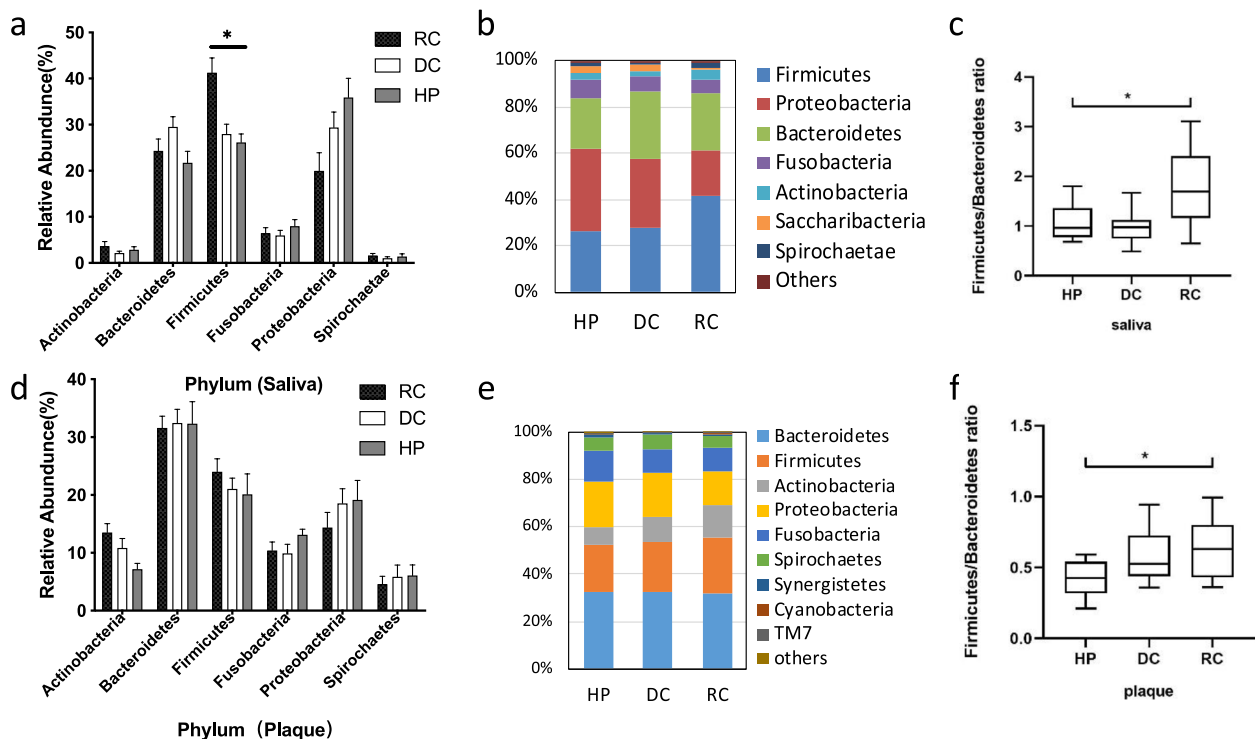 a
50
40
30
20
10
0
Relative Abundunce(%)
*
RC
DC
HP
Actinobacteria
Bacteroidetes
Firmicutes
Fusobacteria
Proteobacteria
Spirochaetae
Phylum (Saliva)
b
100%
80%
60%
40%
20%
0%
HP
DC
RC
Firmicutes
Proteobacteria
Bacteroidetes
Fusobacteria
Actinobacteria
Saccharibacteria
Spirochaetae
Others
c
4
3
2
1
0
Firmicutes/Bacteroidetes ratio
*
HP
DC
RC
saliva
d
40
30
20
10
0
Relative Abundunce(%)
RC
DC
HP
Actinobacteria
Bacteroidetes
Firmicutes
Fusobacteria
Proteobacteria
Spirochaetes
Phylum (Plaque)
e
100%
80%
60%
40%
20%
0%
HP
DC
RC
Bacteroidetes
Firmicutes
Actinobacteria
Proteobacteria
Fusobacteria
Spirochaetes
Synergistetes
Cyanobacteria
TM7
others
f
1.5
1.0
0.5
0.0
Firmicutes/Bacteroidetes ratio
*
HP
DC
RC
plaque